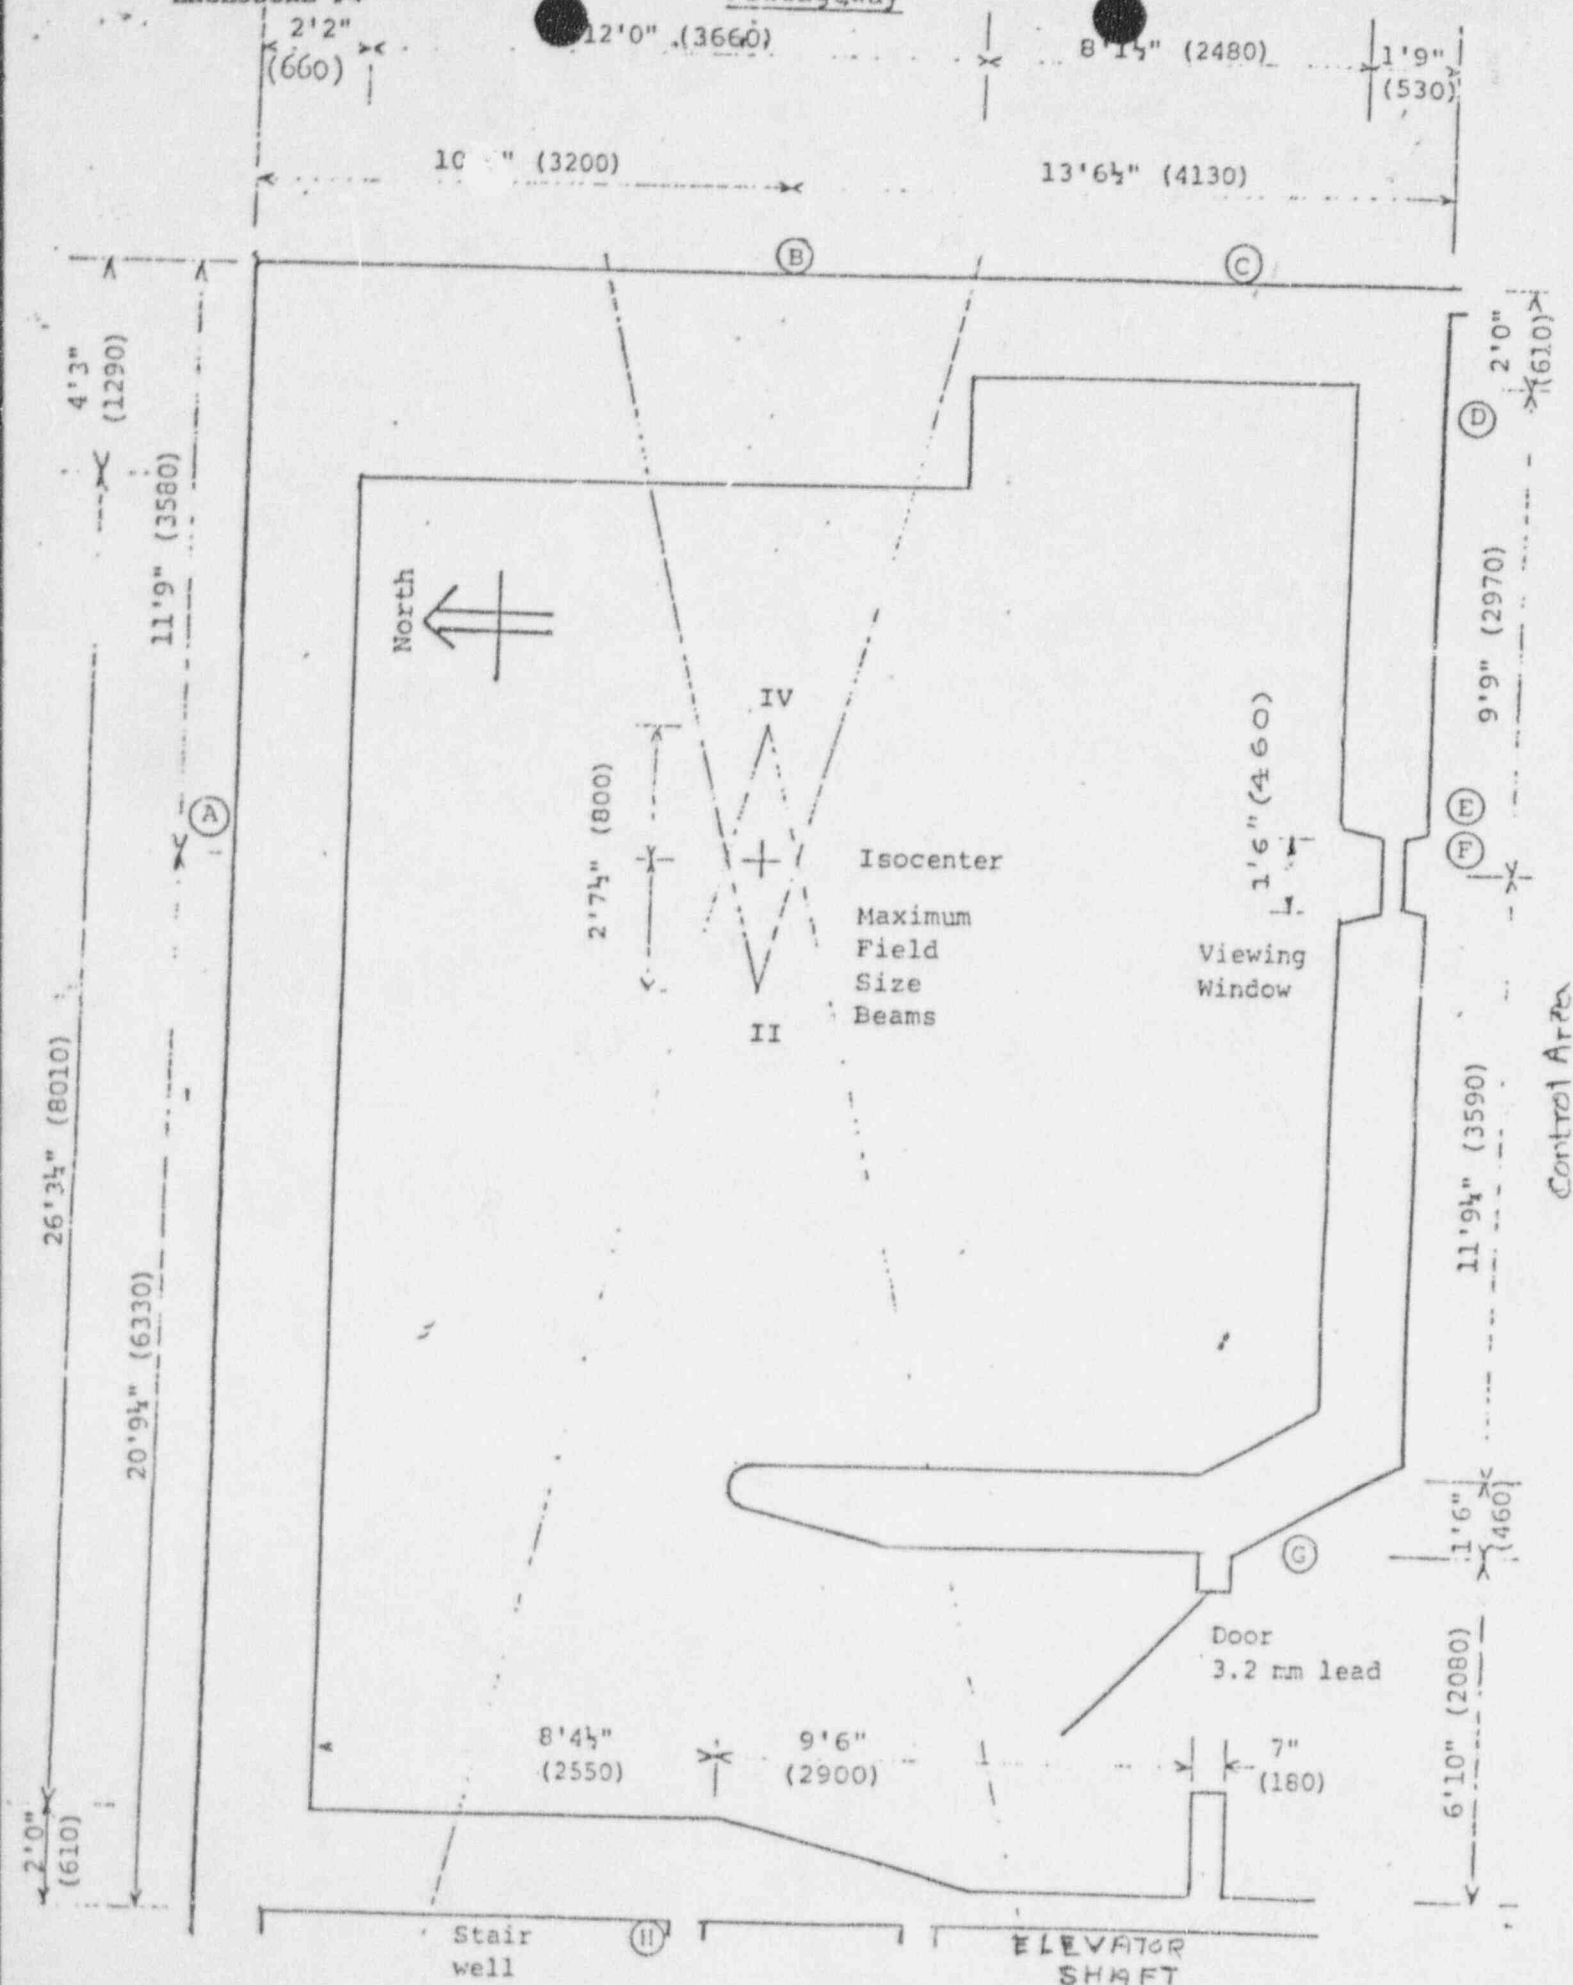 2'2"
(660)
12'0" (3660)
8'1½" (2480)
1'9"
(530)
10 " (3200)
13'6½" (4130)
B
C
4'3"
(1290)
2'0"
(610)
D
11'9" (3580)
North
9'9" (2970)
IV
1'6" (460)
A
2'7½" (800)
E
F
Isocenter
Maximum
Field
Size
Beams
Viewing
Window
II
Control Area
26'3¼" (8010)
11'9¼" (3590)
20'9¼" (6330)
1'6"
(460)
G
Door
3.2 mm lead
8'4½"
(2550)
9'6"
(2900)
7"
(180)
6'10" (2080)
2'0"
(610)
Stair
well
H
ELEVATOR
SHAFT